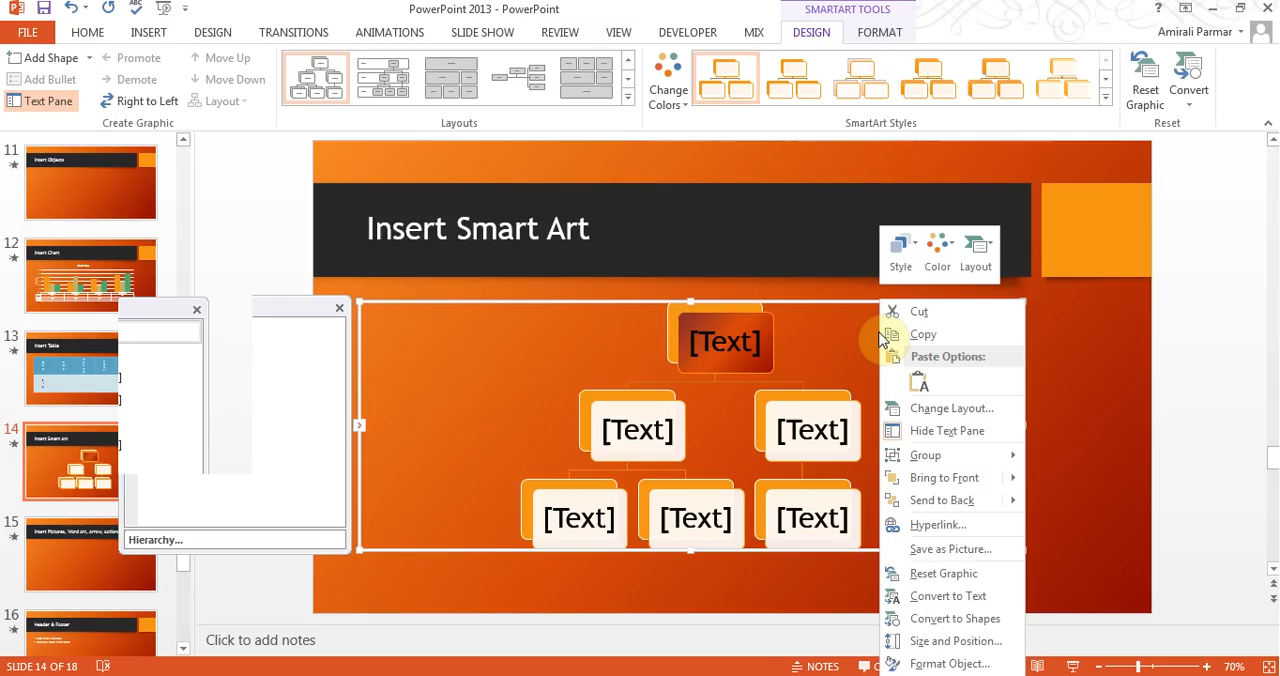 PowerPoint 2013 - PowerPoint
SMARTART TOOLS
?
FILE
HOME
INSERT
DESIGN
TRANSITIONS
ANIMATIONS
SLIDE SHOW
REVIEW
VIEW
DEVELOPER
MIX
DESIGN
FORMAT
Amirali Parmar
Add Shape
Add Bullet
Text Pane
Promote
Demote
Right to Left
Move Up
Move Down
Layout
Create Graphic
Layouts
Change
Colors
SmartArt Styles
Reset
Graphic
Convert
Reset
11
Insert Objects
12
Insert Chart
13
Insert Table
14
Insert Smart Art
15
Insert Pictures, Word Art, Arrow, Action
16
Header & Footer
Hierarchy...
Insert Smart Art
[Text]
[Text]
[Text]
[Text]
[Text]
[Text]
Style
Color
Layout
Cut
Copy
Paste Options:
Change Layout...
Hide Text Pane
Group
Bring to Front
Send to Back
Hyperlink...
Save as Picture...
Reset Graphic
Convert to Text
Convert to Shapes
Size and Position...
Format Object...
Click to add notes
SLIDE 14 OF 18
NOTES
C
70%